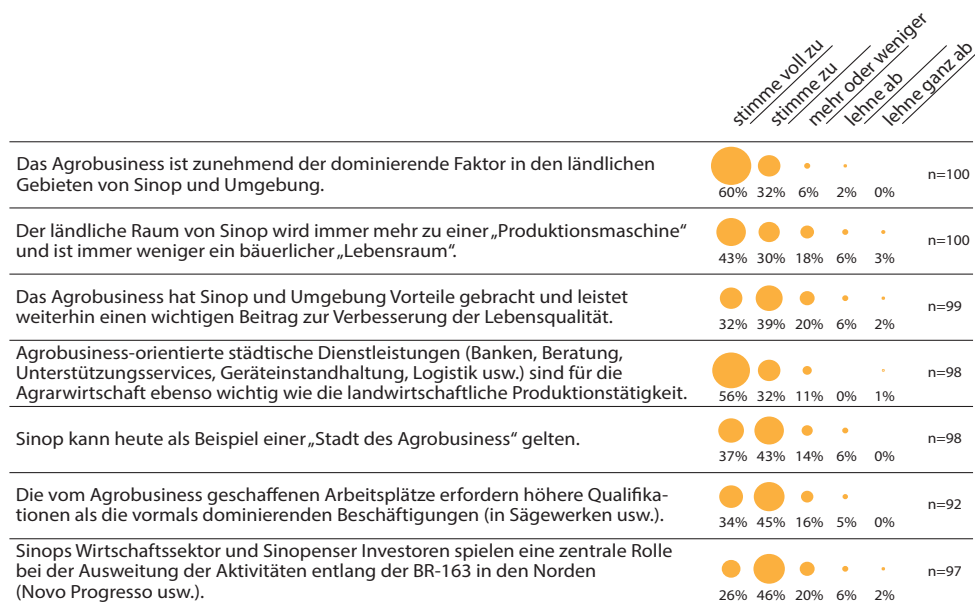 stimme voll zu
stimme zu
mehr oder weniger
lehne ab
lehne ganz ab
Das Agrobusiness ist zunehmend der dominierende Faktor in den ländlichen
Gebieten von Sinop und Umgebung.
60% 32% 6% 2% 0%
n=100
Der ländliche Raum von Sinop wird immer mehr zu einer „Produktionsmaschine“
und ist immer weniger ein bäuerlicher „Lebensraum“.
43% 30% 18% 6% 3%
n=100
Das Agrobusiness hat Sinop und Umgebung Vorteile gebracht und leistet
weiterhin einen wichtigen Beitrag zur Verbesserung der Lebensqualität.
32% 39% 20% 6% 2%
n=99
Agrobusiness-orientierte städtische Dienstleistungen (Banken, Beratung,
Unterstützungsservices, Geräteinstandhaltung, Logistik usw.) sind für die
Agrarwirtschaft ebenso wichtig wie die landwirtschaftliche Produktionstätigkeit.
56% 32% 11% 0% 1%
n=98
Sinop kann heute als Beispiel einer „Stadt des Agrobusiness“ gelten.
37% 43% 14% 6% 0%
n=98
Die vom Agrobusiness geschaffenen Arbeitsplätze erfordern höhere Qualifika-
tionen als die vormals dominierenden Beschäftigungen (in Sägewerken usw.).
34% 45% 16% 5% 0%
n=92
Sinops Wirtschaftssektor und Sinopenser Investoren spielen eine zentrale Rolle
bei der Ausweitung der Aktivitäten entlang der BR-163 in den Norden
(Novo Progresso usw.).
26% 46% 20% 6% 2%
n=97